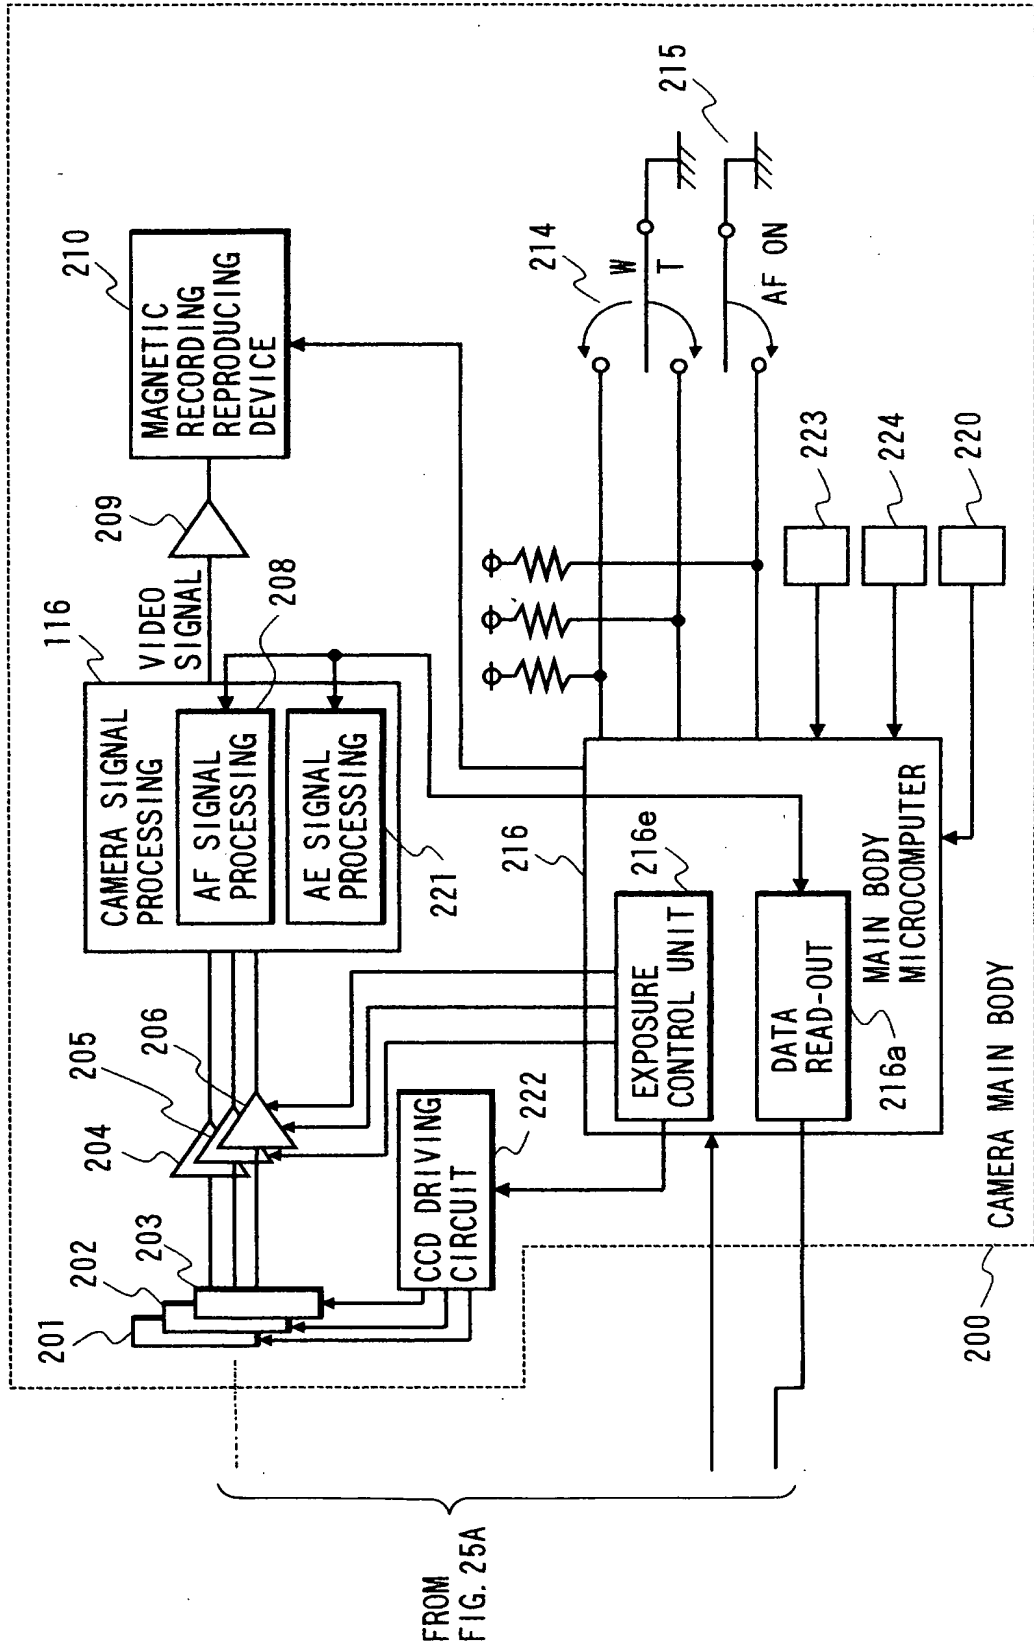 FROM
FIG. 25A
201
202
203
204
205
206
CAMERA SIGNAL
PROCESSING
116
AF SIGNAL
PROCESSING
208
AE SIGNAL
PROCESSING
221
VIDEO
SIGNAL
209
MAGNETIC
RECORDING
REPRODUCING
DEVICE
210
CCD DRIVING
CIRCUIT
222
216
EXPOSURE
CONTROL UNIT
216e
DATA
READ-OUT
216a
MAIN BODY
MICROCOMPUTER
214
W
T
215
AF ON
223
224
220
200
CAMERA MAIN BODY